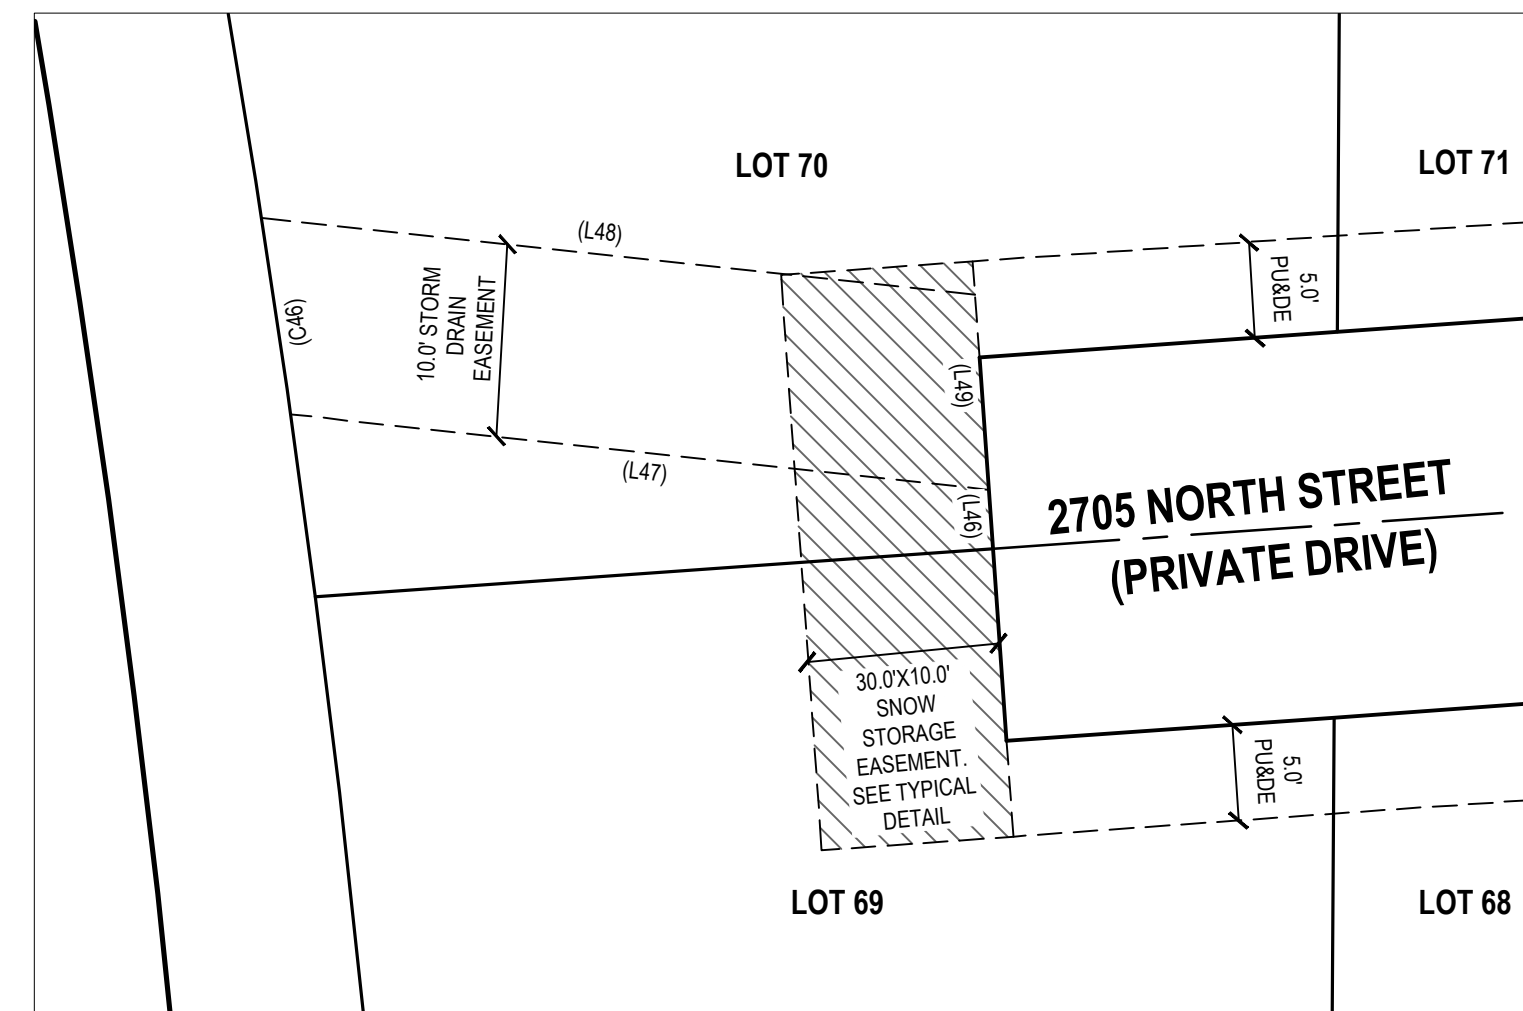 LOT 70
LOT 71
(L48)
10.0' STORM
DRAIN
EASEMENT
(C46)
5.0'
PU&DE
(L49)
(L47)
(L46)
2705 NORTH STREET
(PRIVATE DRIVE)
30.0'X10.0'
SNOW
STORAGE
EASEMENT.
SEE TYPICAL
DETAIL
5.0'
PU&DE
LOT 69
LOT 68